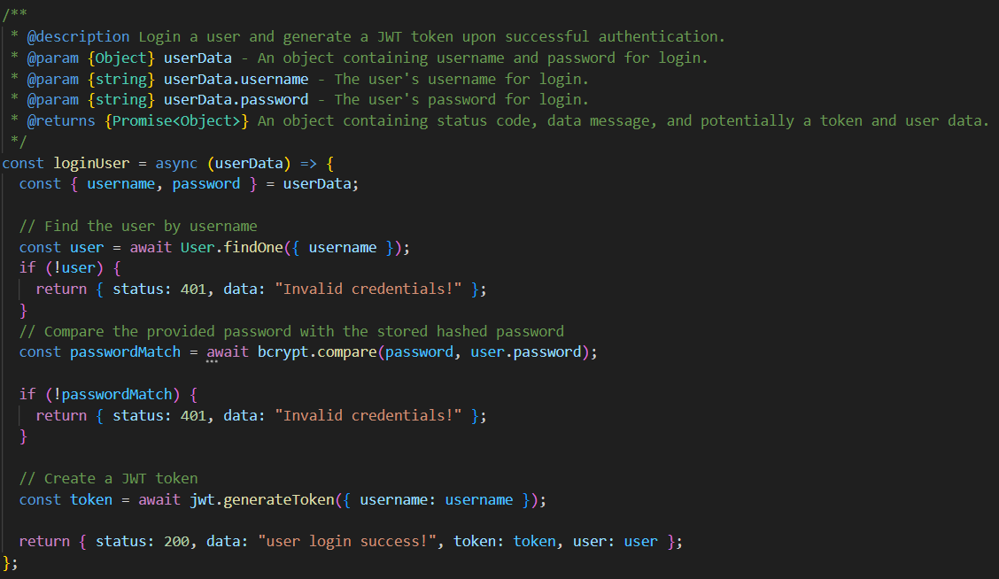 /**
 * @description Login a user and generate a JWT token upon successful authentication.
 * @param {Object} userData - An object containing username and password for login.
 * @param {string} userData.username - The user's username for login.
 * @param {string} userData.password - The user's password for login.
 * @returns {Promise<Object>} An object containing status code, data message, and potentially a token and user data.
 */
const loginUser = async (userData) => {
  const { username, password } = userData;

  // Find the user by username
  const user = await User.findOne({ username });
  if (!user) {
    return { status: 401, data: "Invalid credentials!" };
  }
  // Compare the provided password with the stored hashed password
  const passwordMatch = await bcrypt.compare(password, user.password);

  if (!passwordMatch) {
    return { status: 401, data: "Invalid credentials!" };
  }

  // Create a JWT token
  const token = await jwt.generateToken({ username: username });

  return { status: 200, data: "user login success!", token: token, user: user };
};